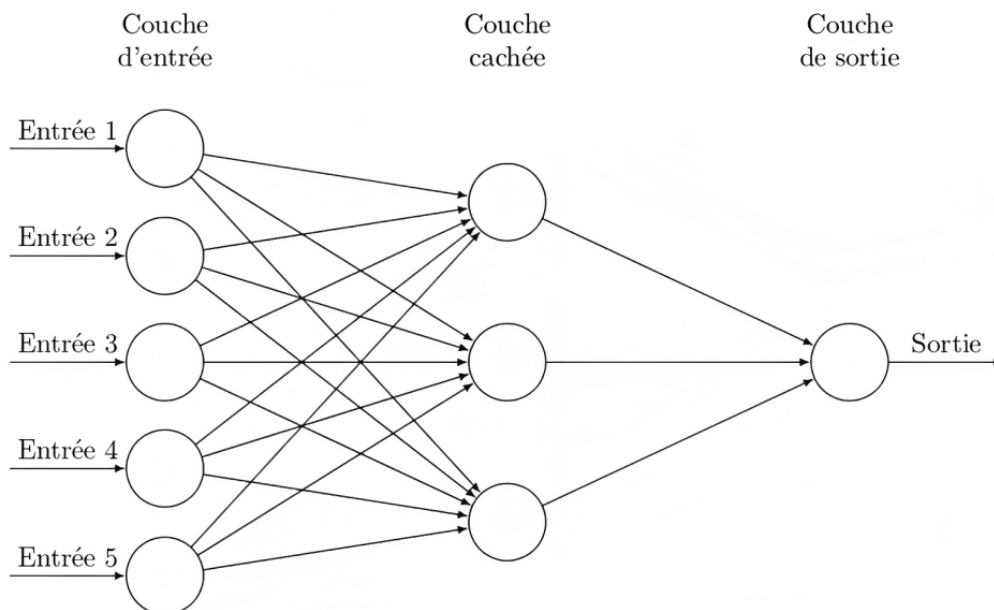 Couche
d'entrée
Couche
cachée
Couche
de sortie
Entrée 1
Entrée 2
Entrée 3
Sortie
Entrée 4
Entrée 5